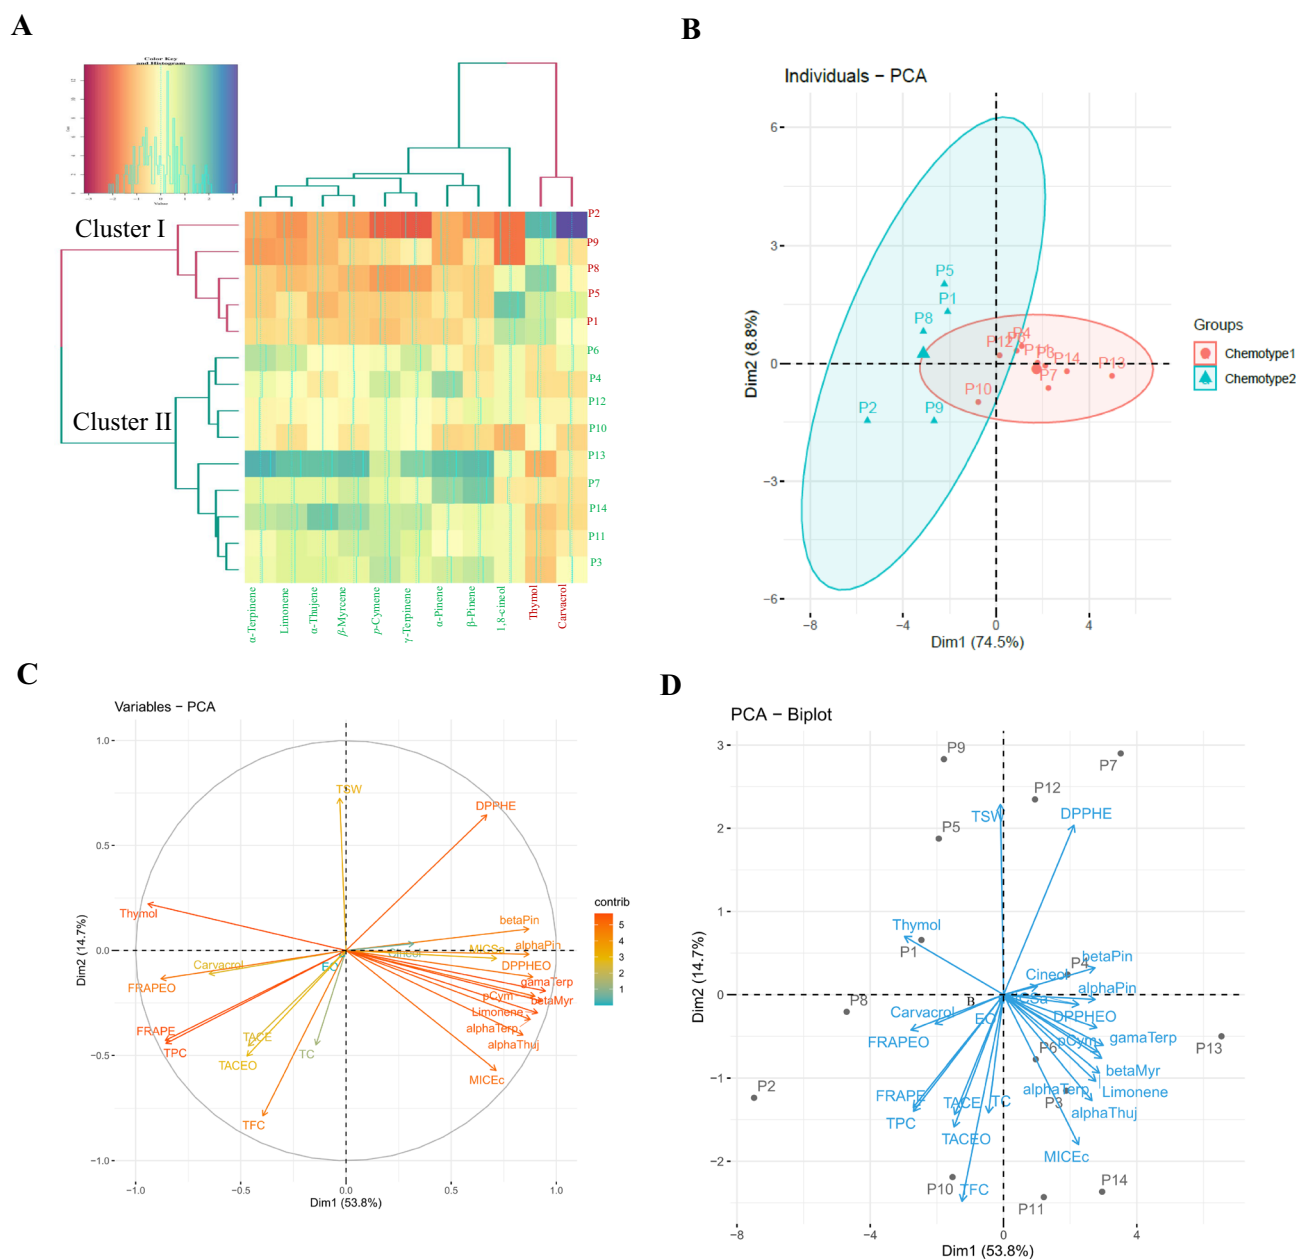 A
Color Key
and Histogram
Value
Cluster I
Cluster II
P2
P9
P8
P5
P1
P6
P4
P12
P10
P13
P7
P14
P11
P3
α-Terpinene
Limonene
α-Thujene
β-Myrcene
p-Cymene
γ-Terpinene
α-Pinene
β-Pinene
1,8-cineol
Thymol
Carvacrol
B
Individuals − PCA
Dim2 (8.8%)
6
3
0
−3
−6
P5
P1
P8
P2
P9
P12
P4
P11
P3
P14
P13
P7
P10
−8
−4
0
4
Dim1 (74.5%)
Groups
Chemotype1
Chemotype2
C
Variables − PCA
Dim2 (14.7%)
1.0
0.5
0.0
−0.5
−1.0
TSW
DPPHE
Thymol
betaPin
Carvacrol
Cineol
MICSa
alphaPin
EO
DPPHEO
FRAPEO
gamaTerp
pCym
betaMyr
Limonene
FRAPE
TPC
TACE
TACEO
TC
alphaTerp
alphaThuj
MICEc
TFC
−1.0
−0.5
0.0
0.5
1.0
Dim1 (53.8%)
contrib
5
4
3
2
1
D
PCA − Biplot
Dim2 (14.7%)
3
2
1
0
−1
−2
P9
P7
P12
TSW
DPPHE
P5
Thymol
P1
P4
betaPin
Cineol
alphaPin
B
P8
Carvacrol
EO
DPPHEO
FRAPEO
pCym
gamaTerp
P6
P13
betaMyr
P2
FRAPE
TACE
TC
alphaTerp
Limonene
P3
alphaThuj
TPC
TACEO
MICEc
P10
TFC
P11
P14
−8
−4
0
4
Dim1 (53.8%)